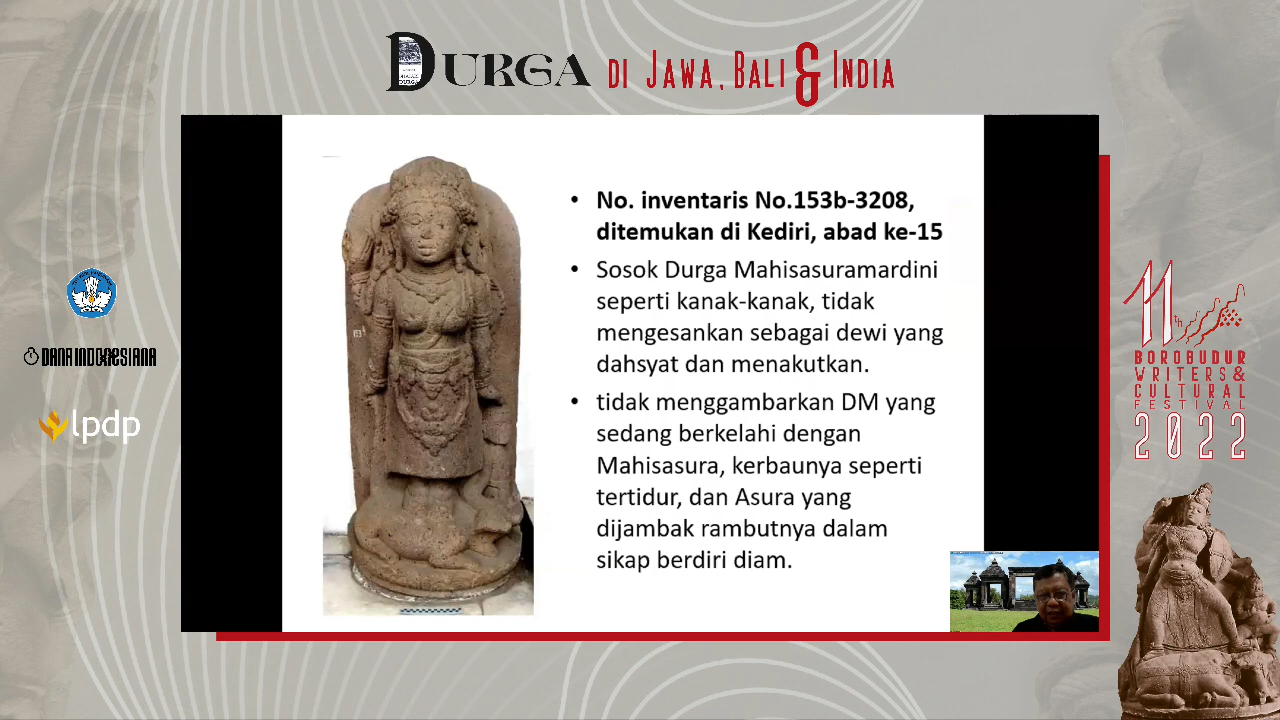 DURGA DI JAWA, BALI & INDIA
• No. inventaris No.153b-3208,
ditemukan di Kediri, abad ke-15
• Sosok Durga Mahisasuramardini
seperti kanak-kanak, tidak
mengesankan sebagai dewi yang
dahsyat dan menakutkan.
• tidak menggambarkan DM yang
sedang berkelahi dengan
Mahisasura, kerbaunya seperti
tertidur, dan Asura yang
dijambak rambutnya dalam
sikap berdiri diam.
DANA INDONESIANA
lpdp
11th
BOROBUDUR
WRITERS &
CULTURAL
FESTIVAL
2022